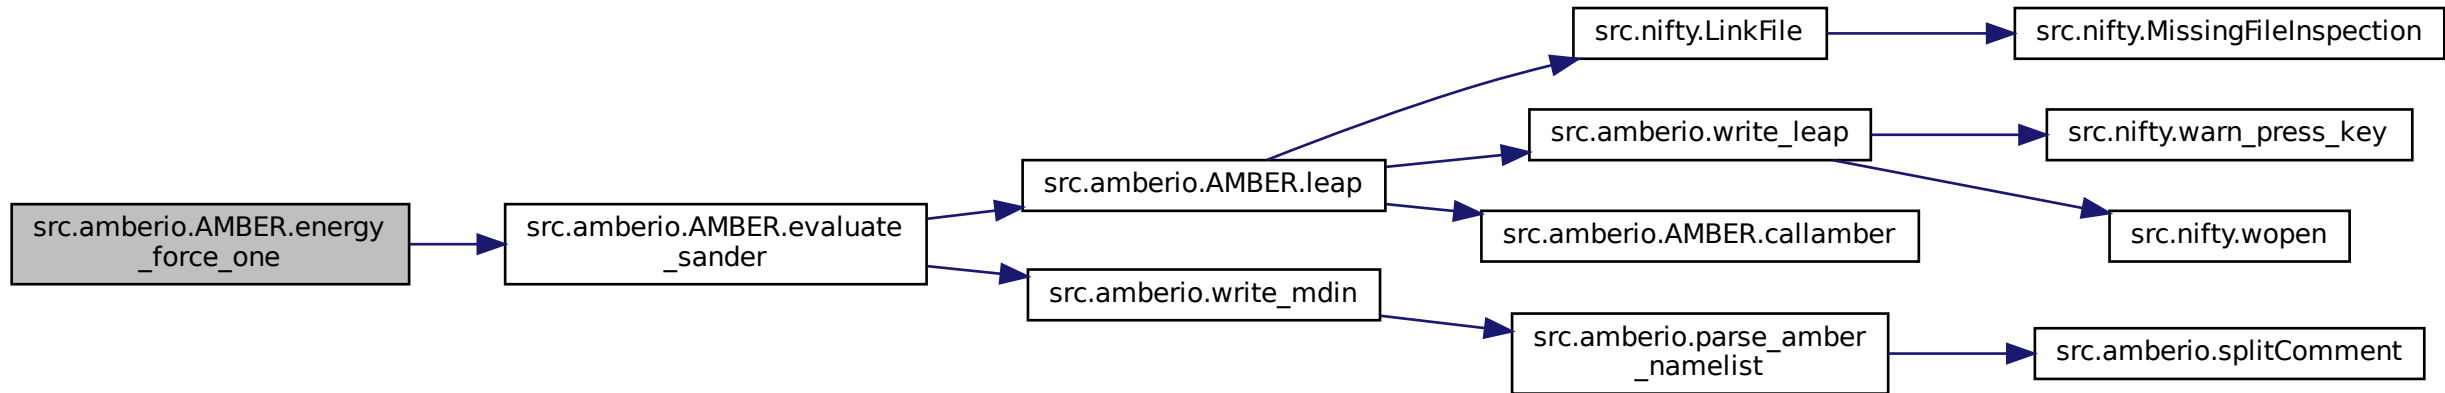 src.amberio.AMBER.energy
_force_one
src.amberio.AMBER.evaluate
_sander
src.amberio.AMBER.leap
src.amberio.write_mdin
src.nifty.LinkFile
src.amberio.write_leap
src.amberio.AMBER.callamber
src.amberio.parse_amber
_namelist
src.nifty.MissingFileInspection
src.nifty.warn_press_key
src.nifty.wopen
src.amberio.splitComment